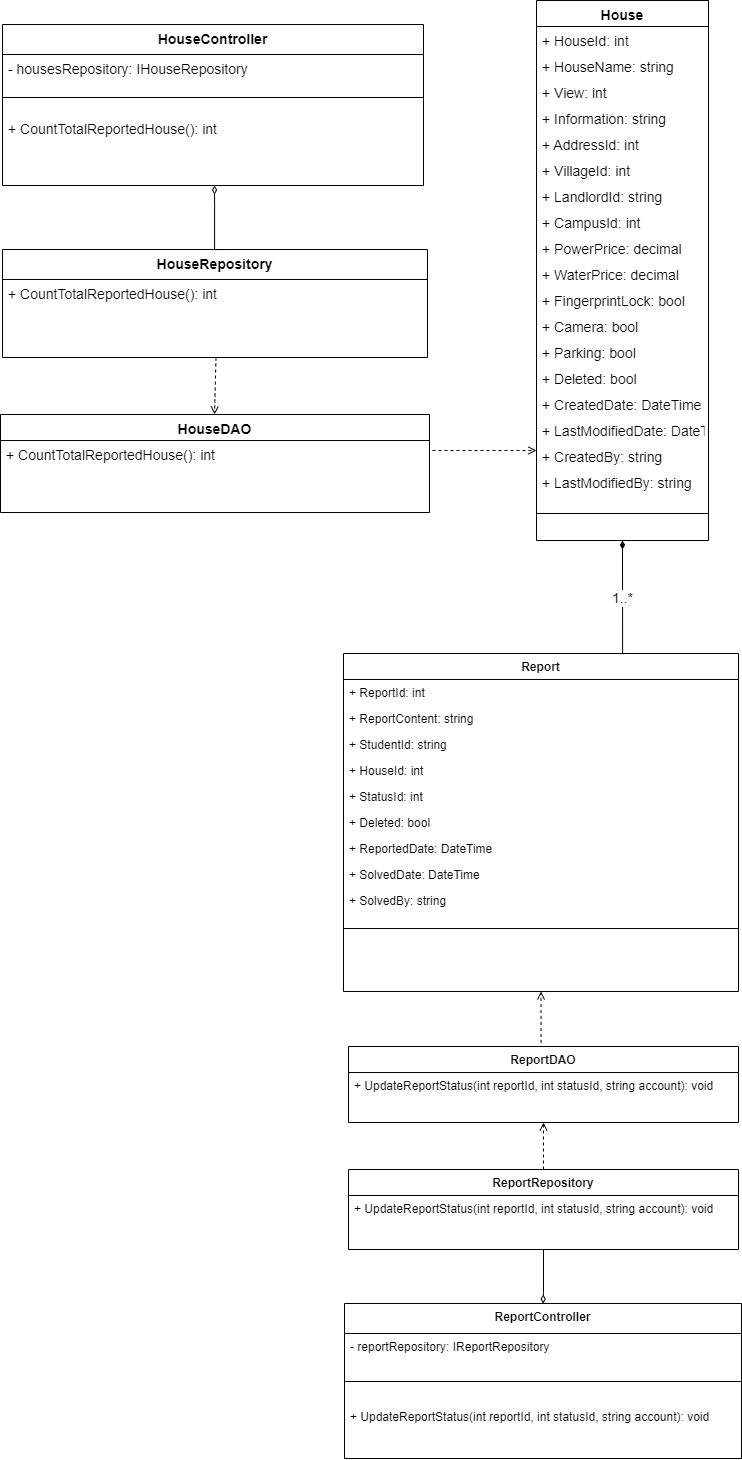 HouseController
- housesRepository: IHouseRepository
+ CountTotalReportedHouse(): int
HouseRepository
+ CountTotalReportedHouse(): int
HouseDAO
+ CountTotalReportedHouse(): int
House
+ HouseId: int
+ HouseName: string
+ View: int
+ Information: string
+ AddressId: int
+ VillageId: int
+ LandlordId: string
+ CampusId: int
+ PowerPrice: decimal
+ WaterPrice: decimal
+ FingerprintLock: bool
+ Camera: bool
+ Parking: bool
+ Deleted: bool
+ CreatedDate: DateTime
+ LastModifiedDate: DateT
+ CreatedBy: string
+ LastModifiedBy: string
1..*
Report
+ ReportId: int
+ ReportContent: string
+ StudentId: string
+ HouseId: int
+ StatusId: int
+ Deleted: bool
+ ReportedDate: DateTime
+ SolvedDate: DateTime
+ SolvedBy: string
ReportDAO
+ UpdateReportStatus(int reportId, int statusId, string account): void
ReportRepository
+ UpdateReportStatus(int reportId, int statusId, string account): void
ReportController
- reportRepository: IReportRepository
+ UpdateReportStatus(int reportId, int statusId, string account): void